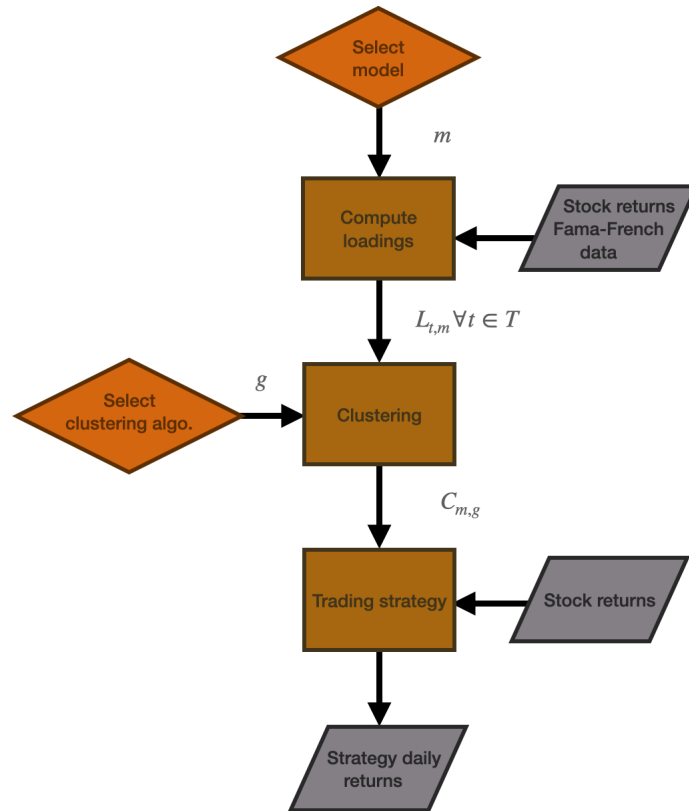 Select
model
m
Compute
loadings
Stock returns
Fama-French
data
L_{t,m} ∀t ∈ T
Select
clustering algo.
g
Clustering
C_{m,g}
Trading strategy
Stock returns
Strategy daily
returns